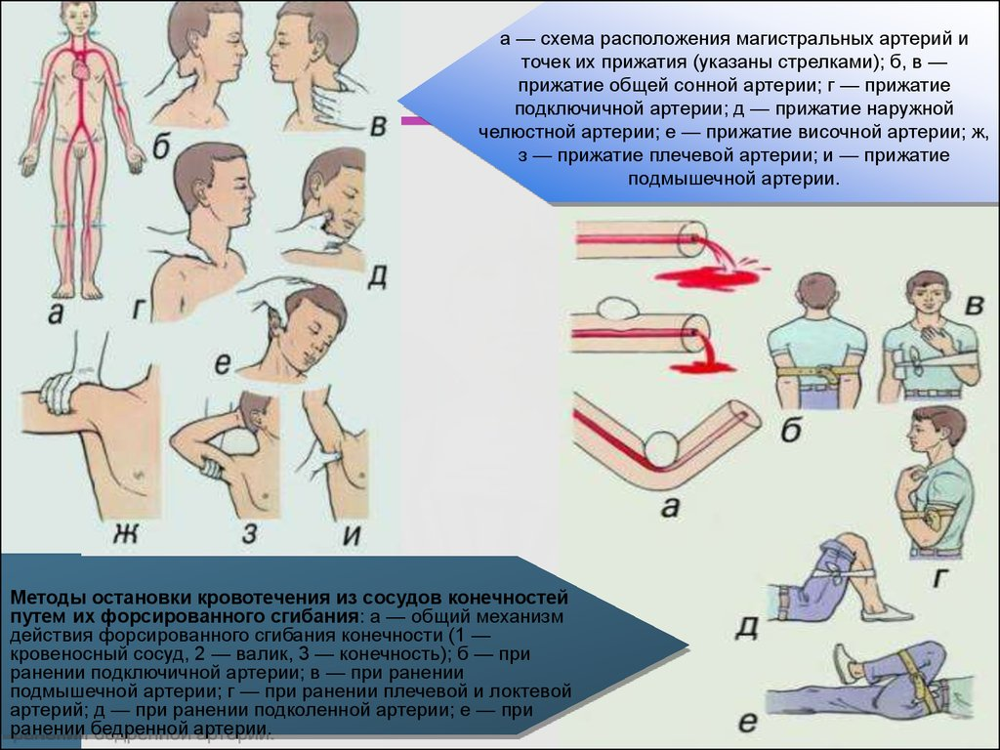 а — схема расположения магистральных артерий и
точек их прижатия (указаны стрелками); б, в —
прижатие общей сонной артерии; г — прижатие
подключичной артерии; д — прижатие наружной
челюстной артерии; е — прижатие височной артерии; ж,
з — прижатие плечевой артерии; и — прижатие
подмышечной артерии.
б
в
а
г
д
е
ж
з
и
в
б
а
г
д
е
Методы остановки кровотечения из сосудов конечностей
путем их форсированного сгибания: а — общий механизм
действия форсированного сгибания конечности (1 —
кровеносный сосуд, 2 — валик, 3 — конечность); б — при
ранении подключичной артерии; в — при ранении
подмышечной артерии; г — при ранении плечевой и локтевой
артерий; д — при ранении подколенной артерии; е — при
ранении бедренной артерии.